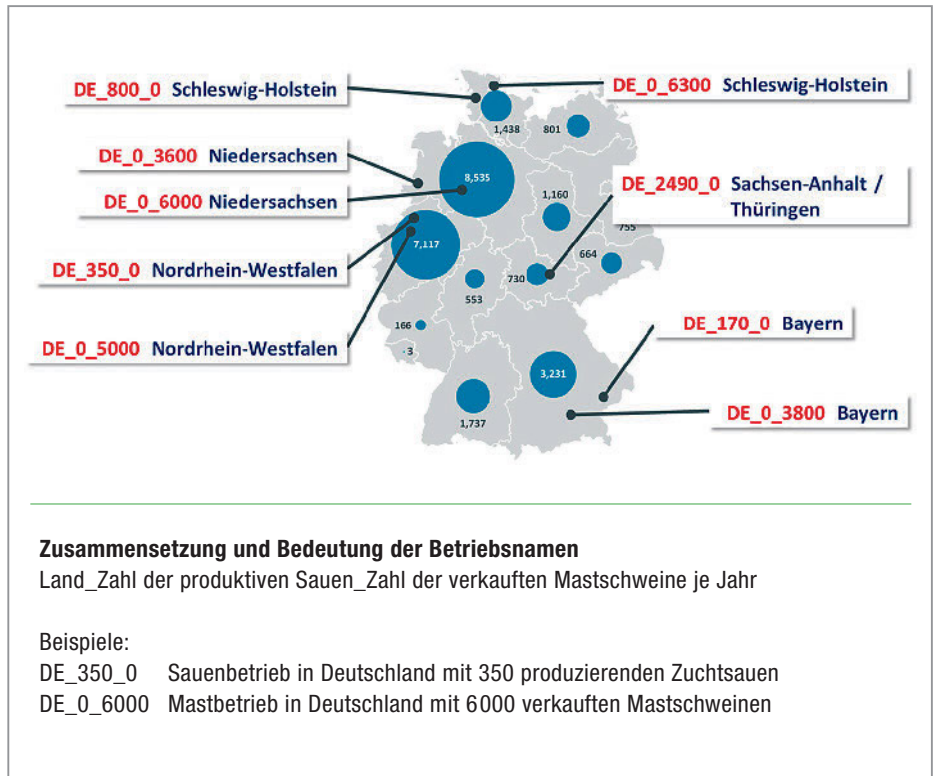 DE_800_0 Schleswig-Holstein
DE_0_6300 Schleswig-Holstein
1,438
801
DE_0_3600 Niedersachsen
8,535
DE_0_6000 Niedersachsen
1,160
DE_2490_0 Sachsen-Anhalt /
Thüringen
755
7,117
664
DE_350_0 Nordrhein-Westfalen
730
553
166
DE_170_0 Bayern
DE_0_5000 Nordrhein-Westfalen
3
3,231
DE_0_3800 Bayern
1,737
Zusammensetzung und Bedeutung der Betriebsnamen
Land_Zahl der produktiven Sauen_Zahl der verkauften Mastschweine je Jahr
Beispiele:
DE_350_0 Sauenbetrieb in Deutschland mit 350 produzierenden Zuchtsauen
DE_0_6000 Mastbetrieb in Deutschland mit 6000 verkauften Mastschweinen